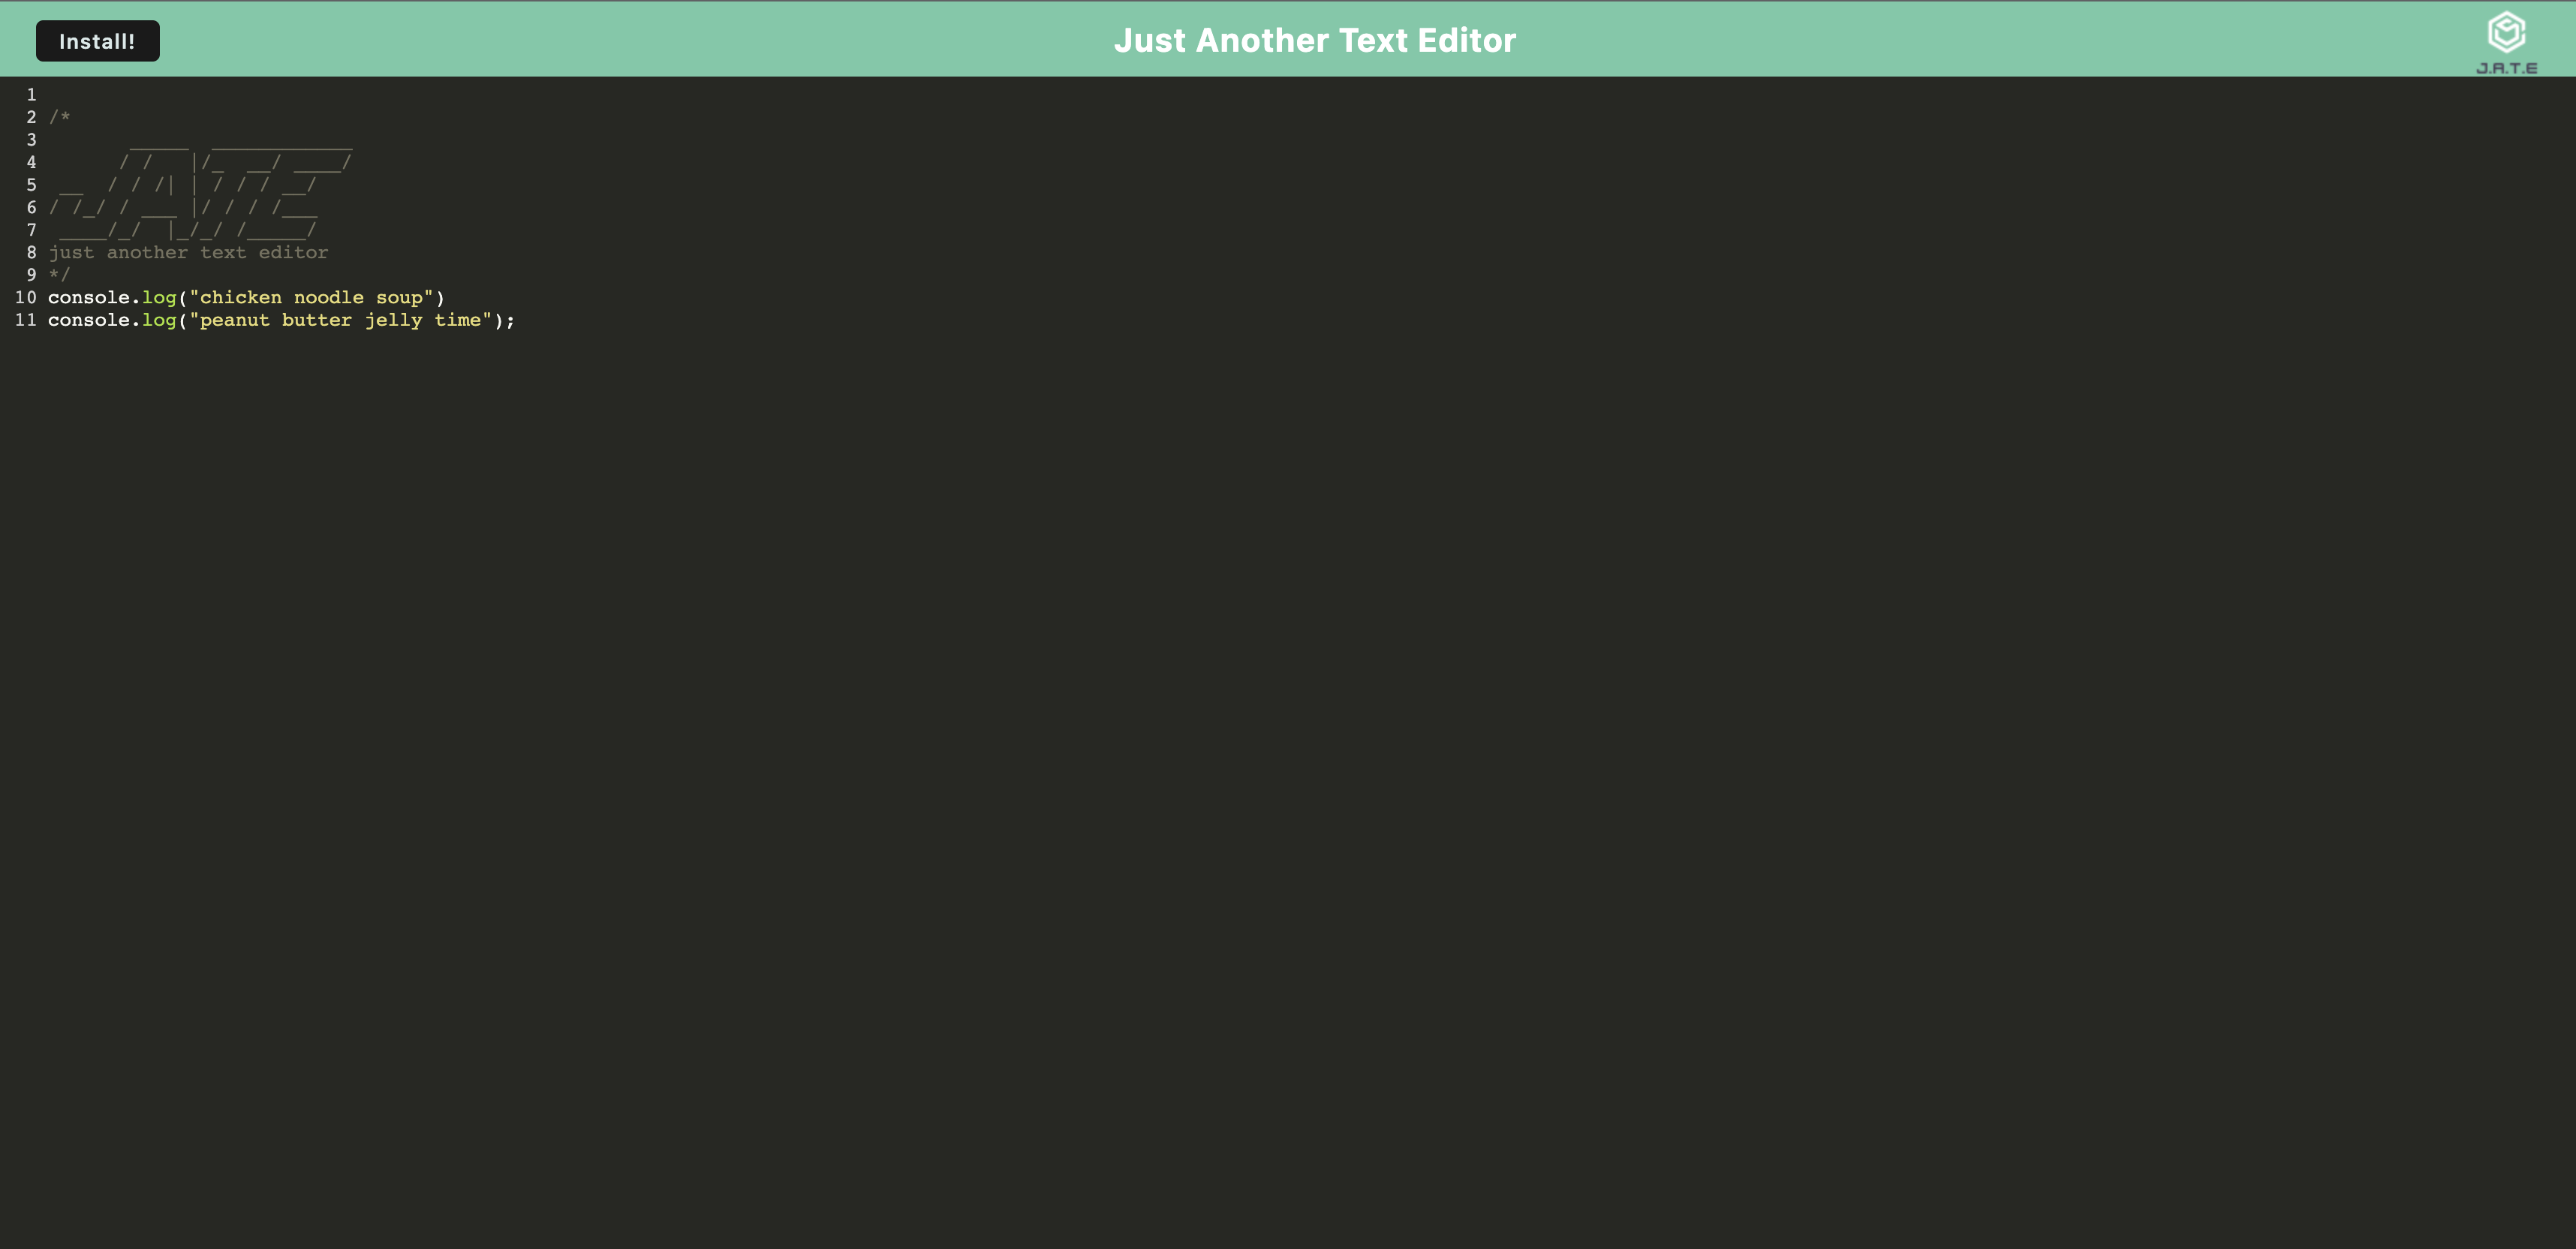 Install!
Just Another Text Editor
J.A.T.E
1
2 /*
3        _____  ____________
4       / /   |/_  __/ ____/
5  __  / / /| | / / / __/
6 / /_/ / ___ |/ / / /___
7  ____/_/  |_/_/ /_____/
8 just another text editor
9 */
10 console.log("chicken noodle soup")
11 console.log("peanut butter jelly time");